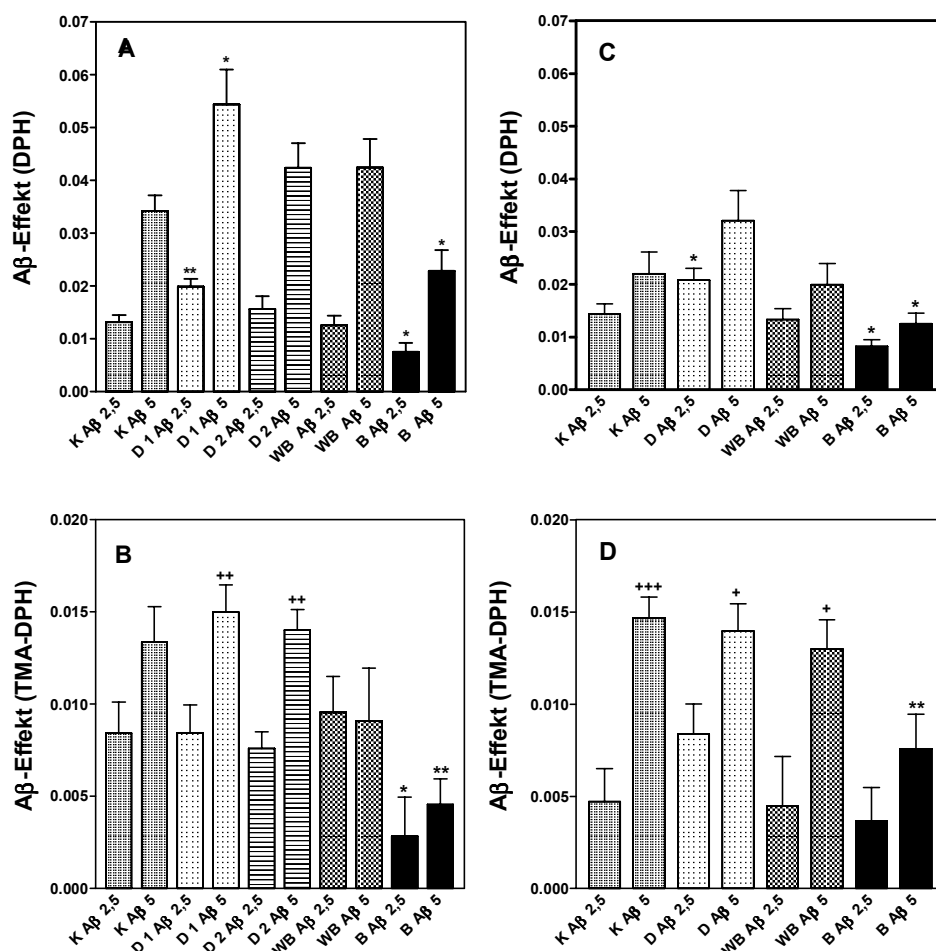 A
Aβ-Effekt (DPH)
0.07
0.06
0.05
0.04
0.03
0.02
0.01
0.00
*
**
*
*
K Aβ 2,5
K Aβ 5
D 1 Aβ 2,5
D 1 Aβ 5
D 2 Aβ 2,5
D 2 Aβ 5
WB Aβ 2,5
WB Aβ 5
B Aβ 2,5
B Aβ 5
C
Aβ-Effekt (DPH)
0.07
0.06
0.05
0.04
0.03
0.02
0.01
0.00
*
*
*
K Aβ 2,5
K Aβ 5
D Aβ 2,5
D Aβ 5
WB Aβ 2,5
WB Aβ 5
B Aβ 2,5
B Aβ 5
B
Aβ-Effekt (TMA-DPH)
0.020
0.015
0.010
0.005
0.000
++
++
*
**
K Aβ 2,5
K Aβ 5
D 1 Aβ 2,5
D 1 Aβ 5
D 2 Aβ 2,5
D 2 Aβ 5
WB Aβ 2,5
WB Aβ 5
B Aβ 2,5
B Aβ 5
D
Aβ-Effekt (TMA-DPH)
0.020
0.015
0.010
0.005
0.000
+++
+
+
**
K Aβ 2,5
K Aβ 5
D Aβ 2,5
D Aβ 5
WB Aβ 2,5
WB Aβ 5
B Aβ 2,5
B Aβ 5